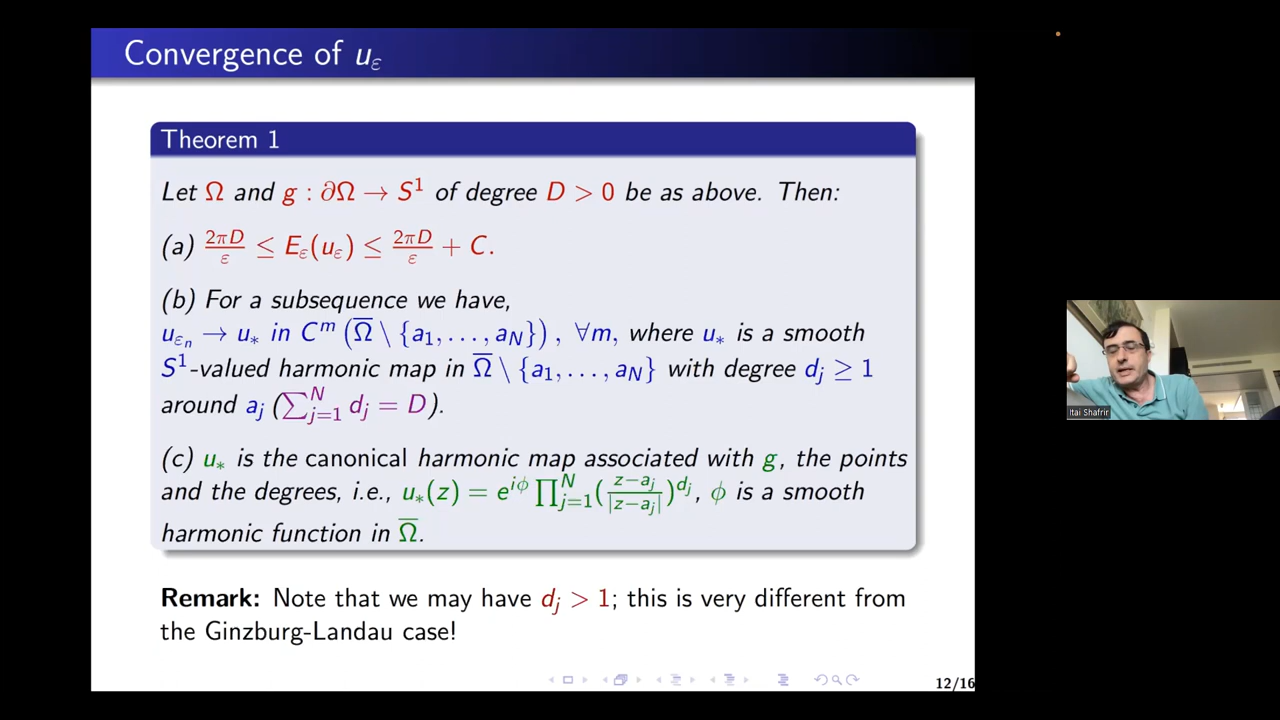 Convergence of u_ε
Theorem 1
Let Ω and g : ∂Ω → S¹ of degree D > 0 be as above. Then:
(a) 2πD/ε ≤ E_ε(u_ε) ≤ 2πD/ε + C.
(b) For a subsequence we have,
u_{ε_n} → u_* in C^m (Ω̅ \ {a_1, . . . , a_N}), ∀m, where u_* is a smooth
S¹-valued harmonic map in Ω̅ \ {a_1, . . . , a_N} with degree d_j ≥ 1
around a_j (∑_{j=1}^N d_j = D).
(c) u_* is the canonical harmonic map associated with g, the points
and the degrees, i.e., u_*(z) = e^{iϕ} ∏_{j=1}^N (z−a_j/|z−a_j|)^{d_j}, ϕ is a smooth
harmonic function in Ω̅.
Remark: Note that we may have d_j > 1; this is very different from
the Ginzburg-Landau case!
12/16
Itai Shafrir